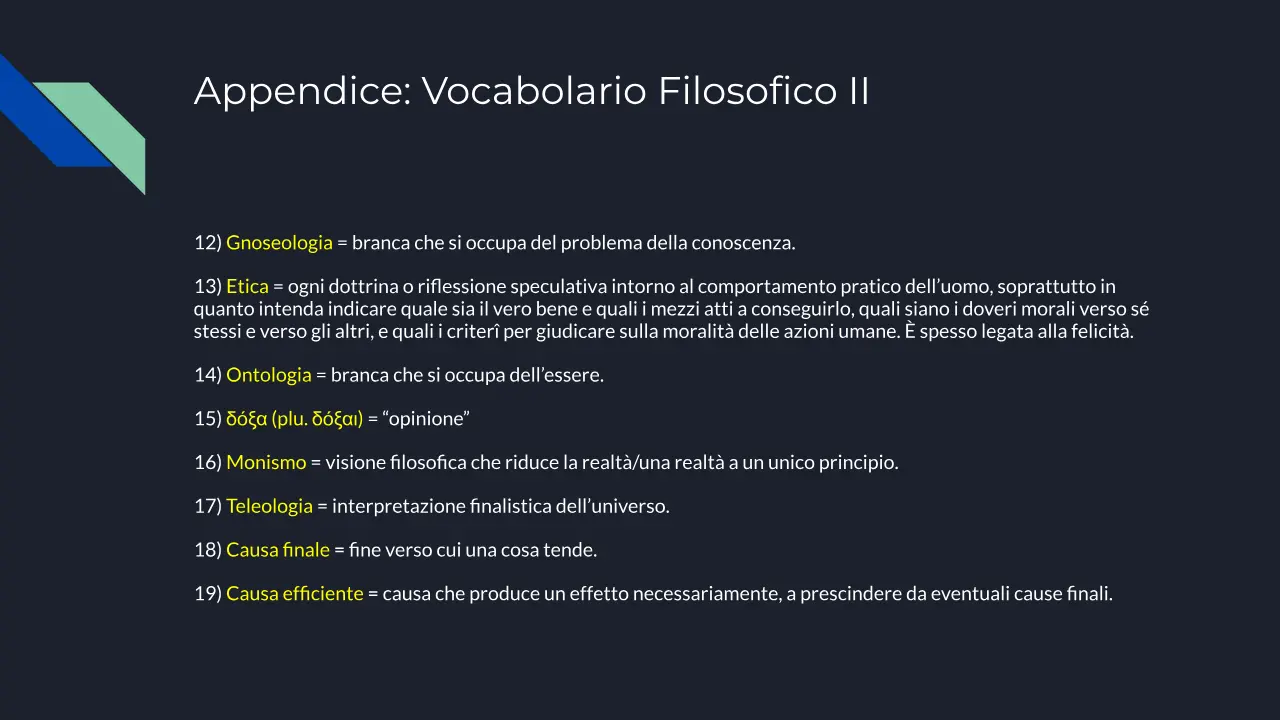 Appendice: Vocabolario Filosofico II
12) Gnoseologia = branca che si occupa del problema della conoscenza.
13) Etica = ogni dottrina o riflessione speculativa intorno al comportamento pratico dell’uomo, soprattutto in
quanto intenda indicare quale sia il vero bene e quali i mezzi atti a conseguirlo, quali siano i doveri morali verso sé
stessi e verso gli altri, e quali i criterî per giudicare sulla moralità delle azioni umane. È spesso legata alla felicità.
14) Ontologia = branca che si occupa dell’essere.
15) δόξα (plu. δόξαι) = “opinione”
16) Monismo = visione filosofica che riduce la realtà/una realtà a un unico principio.
17) Teleologia = interpretazione finalistica dell’universo.
18) Causa finale = fine verso cui una cosa tende.
19) Causa efficiente = causa che produce un effetto necessariamente, a prescindere da eventuali cause finali.